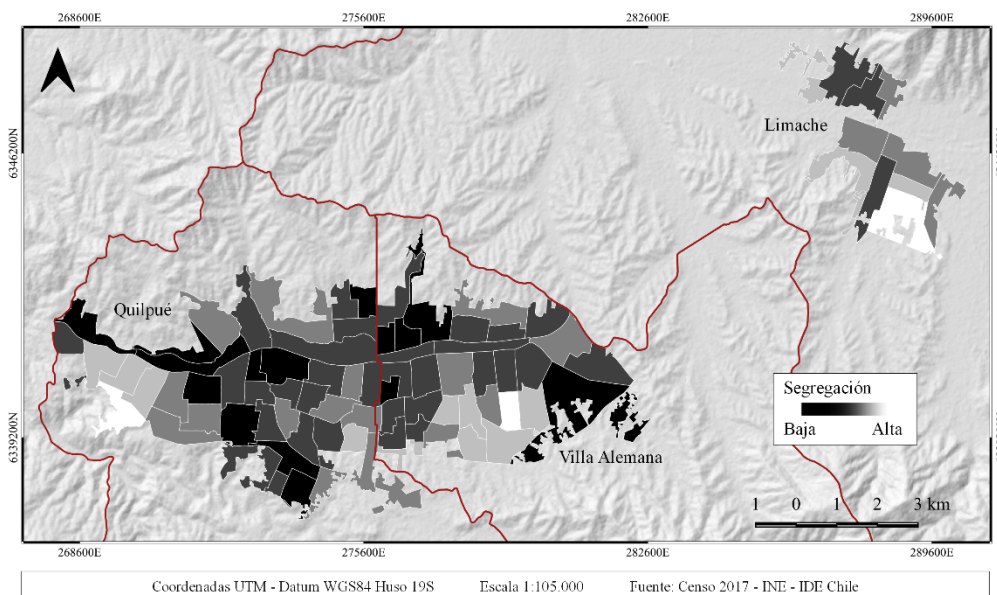 268600E 275600E 282600E 289600E
Limache
6346200N
Quilpué
Segregación
Baja Alta
6339200N
Villa Alemana
1 0 1 2 3 km
268600E 275600E 282600E 289600E
Coordenadas UTM - Datum WGS84 Huso 19S Escala 1:105.000 Fuente: Censo 2017 - INE - IDE Chile